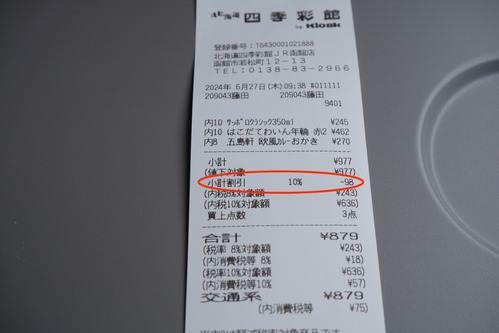 北海道 四季彩館
by Kiosk
登録番号：T6430001021888
北海道四季彩館JR函館店
函館市若松町12-13
TEL:0138-83-2966
2024年 6月27日(木)09:38 #011111
209043藤田 209043藤田
9401
内10 ｻｯﾎﾟﾛｸﾗｼｯｸ350ml ¥245
内10 はこだてわいん年輪 赤2 ¥462
内8 五島軒 欧風ｶﾚｰおかき ¥270
小計 ¥977
(値下対象 ¥977)
小計割引 10% -98
(内税8%対象額 ¥243)
(内税10%対象額 ¥636)
買上点数 3点
合計 ¥879
(税率 8%対象額 ¥243)
(内消費税等 8% ¥18)
(税率10%対象額 ¥636)
(内消費税等10% ¥57)
交通系 ¥879
(内消費税等 ¥75)